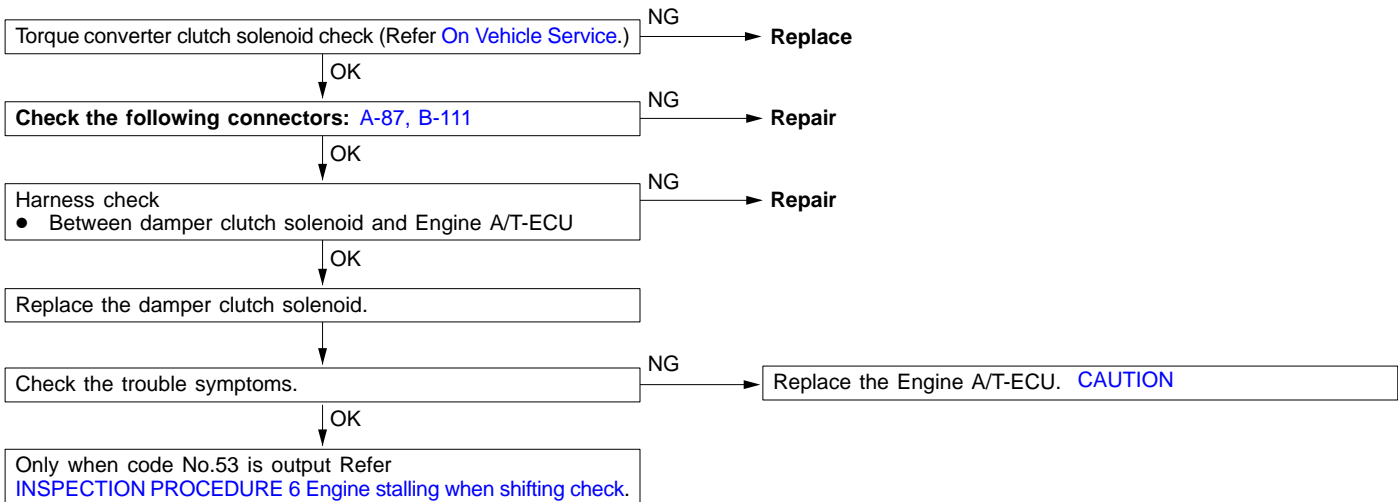 NG
Torque converter clutch solenoid check (Refer On Vehicle Service.)
Replace
OK
NG
Check the following connectors: A-87, B-111
Repair
OK
NG
Harness check
Repair
● Between damper clutch solenoid and Engine A/T-ECU
OK
Replace the damper clutch solenoid.
NG
Check the trouble symptoms.
Replace the Engine A/T-ECU. CAUTION
OK
Only when code No.53 is output Refer
INSPECTION PROCEDURE 6 Engine stalling when shifting check.